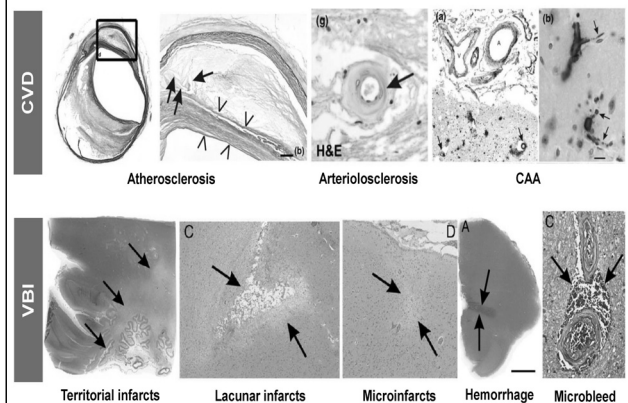 CVD
(g)
(a)
(b)
A
(b)
H&E
Atherosclerosis
Arteriolosclerosis
CAA
VBI
C
D
A
C
Territorial infarcts
Lacunar infarcts
Microinfarcts
Hemorrhage
Microbleed